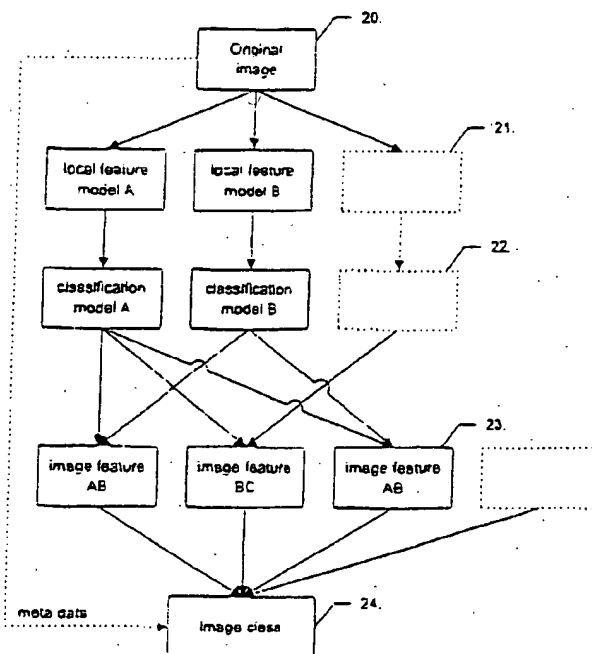 20.
Original
image
21.
local feature
model A
local feature
model B
22.
classification
model A
classification
model B
23.
image feature
AB
image feature
BC
image feature
AB
meta data
24.
Image class